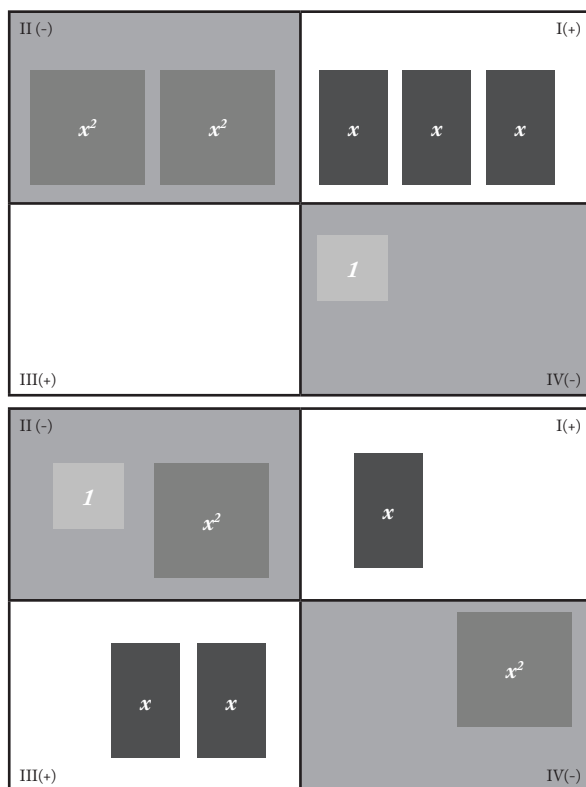 II (-) I(+)
x² x² x x x
1
III(+) IV(-)
II (-) I(+)
1 x² x
x x x²
III(+) IV(-)